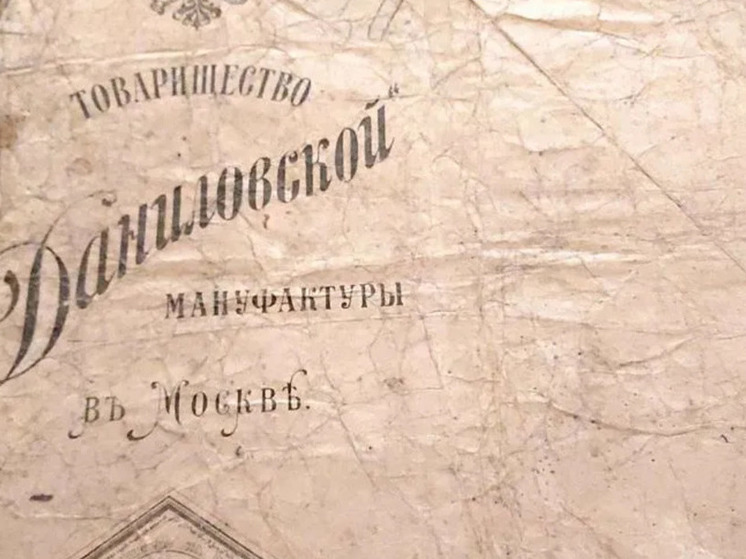 ТОВАРИЩЕСТВО
Даниловской“
МАНУФАКТУРЫ
въ Москвѣ.